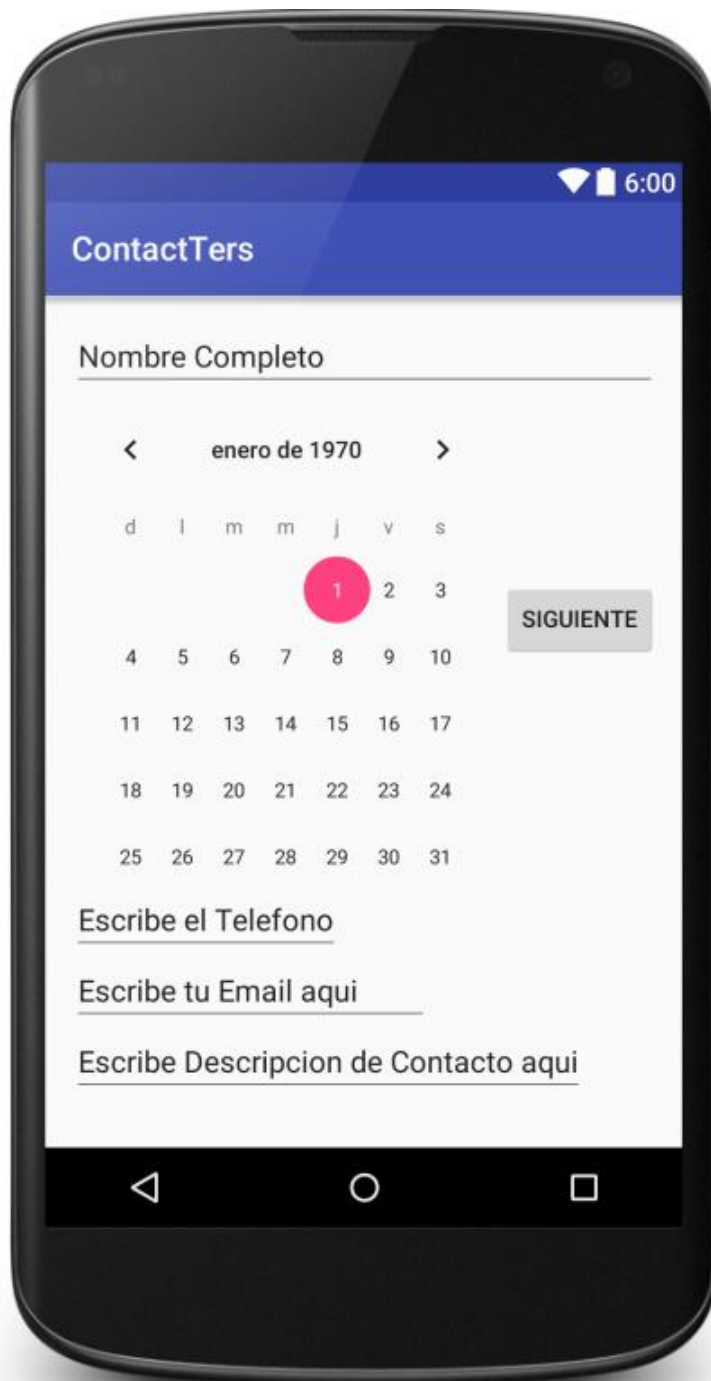 6:00
ContactTers
Nombre Completo
enero de 1970
d l m m j v s
1 2 3
SIGUIENTE
4 5 6 7 8 9 10
11 12 13 14 15 16 17
18 19 20 21 22 23 24
25 26 27 28 29 30 31
Escribe el Telefono
Escribe tu Email aqui
Escribe Descripcion de Contacto aqui